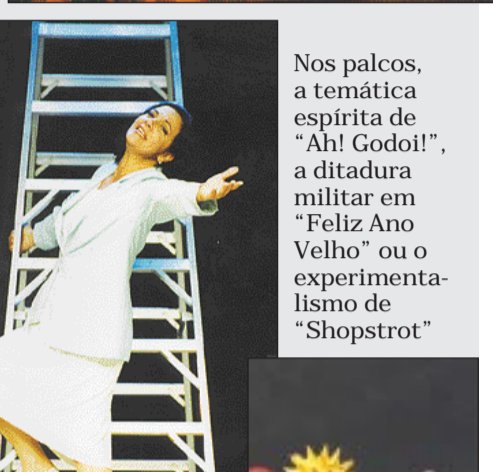 Nos palcos,
a temática
espírita de
“Ah! Godoi!”,
a ditadura
militar em
“Feliz Ano
Velho” ou o
experimenta-
lismo de
“Shopstrot”